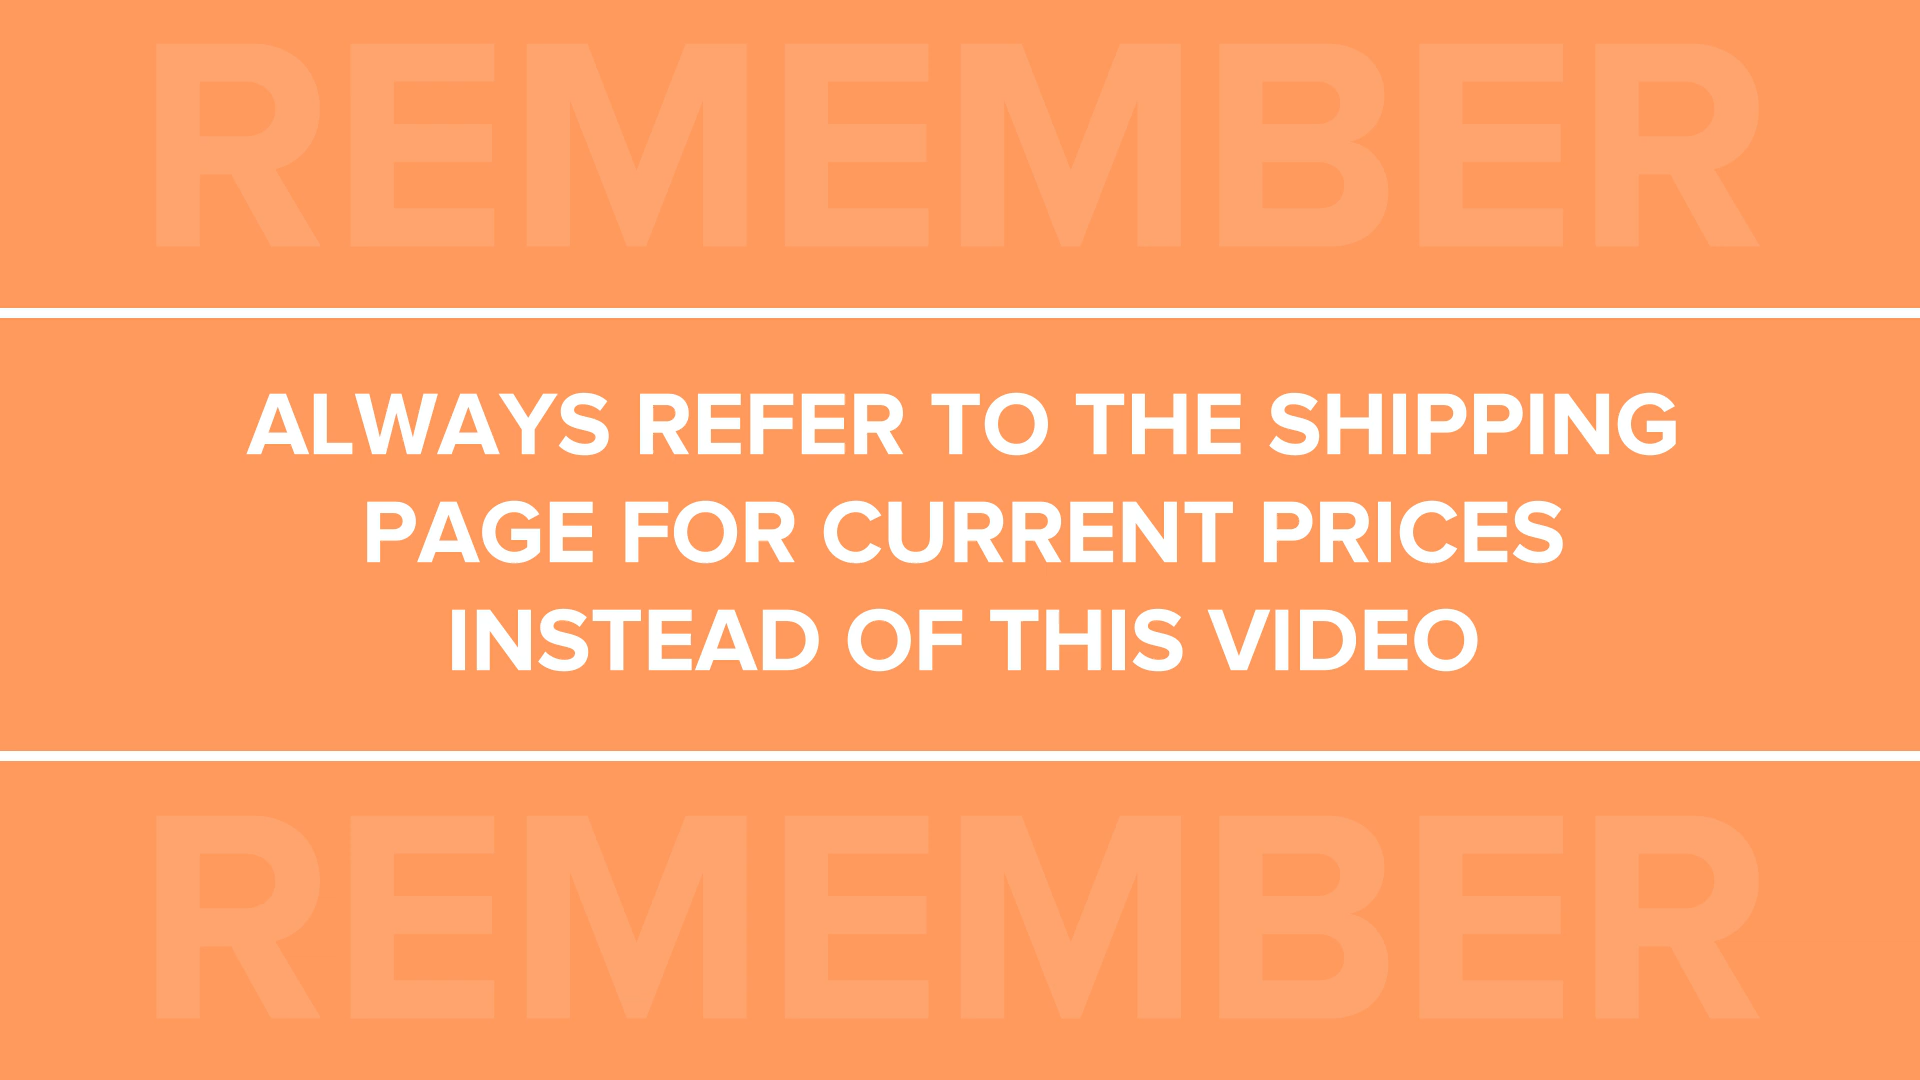 REMEMBER
ALWAYS REFER TO THE SHIPPING
PAGE FOR CURRENT PRICES
INSTEAD OF THIS VIDEO
REMEMBER